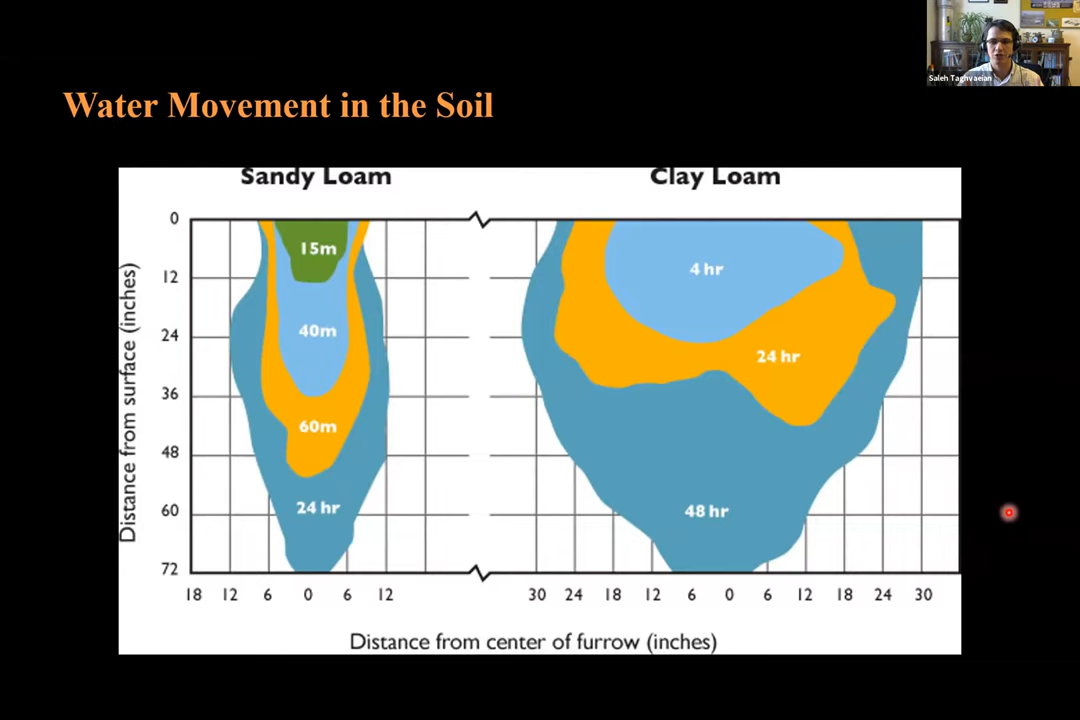 Saleh Taghvaeian
Water Movement in the Soil
Sandy Loam
Clay Loam
Distance from surface (inches)
0
12
24
36
48
60
72
15m
40m
60m
24 hr
4 hr
24 hr
48 hr
18 12 6 0 6 12
30 24 18 12 6 0 6 12 18 24 30
Distance from center of furrow (inches)